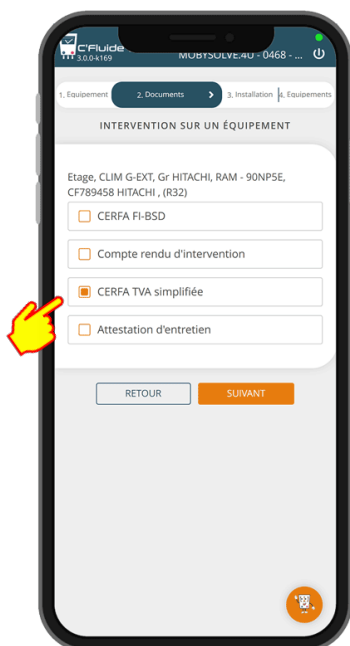 C'Fluide
3.0.0-k169
MOBYSOLVE.4U - 0468 - ...
1. Equipement
2. Documents
3. Installation
4. Equipements
INTERVENTION SUR UN ÉQUIPEMENT
Etage, CLIM G-EXT, Gr HITACHI, RAM - 90NP5E,
CF789458 HITACHI , (R32)
CERFA FI-BSD
Compte rendu d'intervention
CERFA TVA simplifiée
Attestation d'entretien
RETOUR
SUIVANT